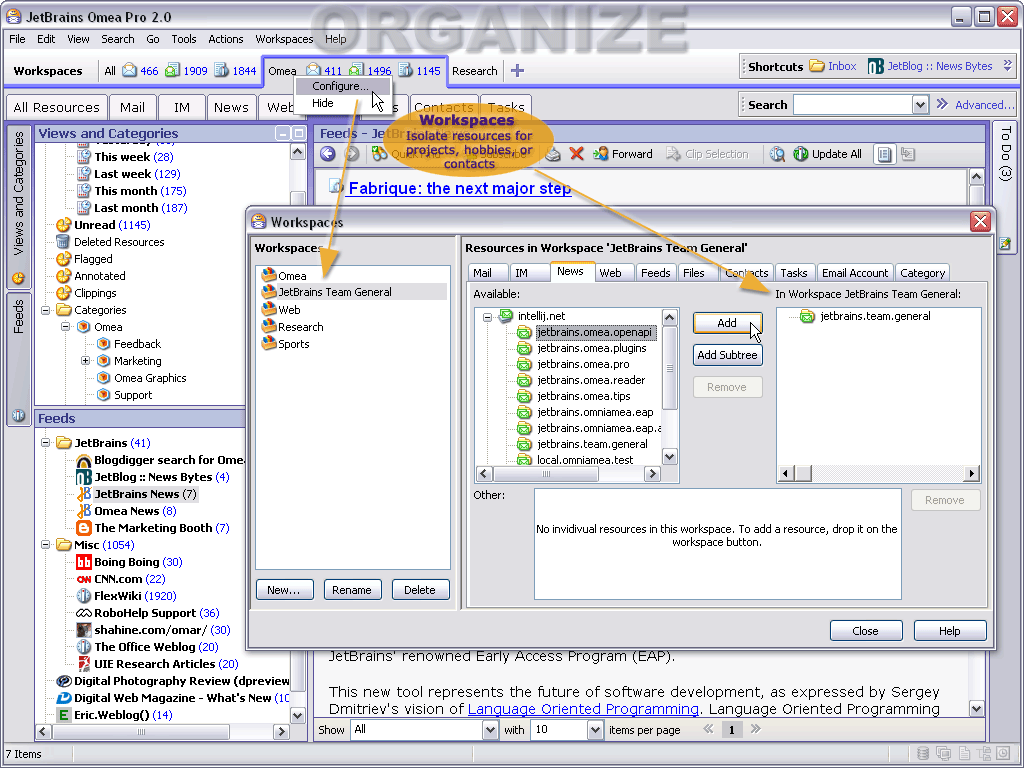 JetBrains Omea Pro 2.0
ORGANIZE
File Edit View Search Go Tools Actions Workspaces Help
Workspaces All 466 1909 1844 Omea 411 1496 1145 Research
Shortcuts Inbox JetBlog :: News Bytes
Configure...
Hide
All Resources Mail IM News Web Contacts Tasks
Search Advanced...
Views and Categories
Feeds
Views and Categories
This week (28)
Last week (129)
This month (175)
Last month (187)
Unread (1145)
Deleted Resources
Flagged
Annotated
Clippings
Categories
Omea
Feedback
Marketing
Omea Graphics
Support
Feeds
JetBrains (41)
Blogdigger search for Ome
JetBlog :: News Bytes (4)
JetBrains News (7)
Omea News (8)
The Marketing Booth (7)
Misc (1054)
Boing Boing (30)
CNN.com (22)
FlexWiki (1920)
RoboHelp Support (36)
shahine.com/omar/ (30)
The Office Weblog (20)
UIE Research Articles (20)
Digital Photography Review (dpreview
Digital Web Magazine - What's New (10
Eric.Weblog() (14)
Feeds - JetBr
Workspaces
Isolate resources for
projects, hobbies, or
contacts
Forward Clip Selection Update All
To Do (3)
Fabrique: the next major step
Workspaces
Workspaces
Omea
JetBrains Team General
Web
Research
Sports
New... Rename Delete
Resources in Workspace 'JetBrains Team General'
Mail IM News Web Feeds Files Contacts Tasks Email Account Category
Available:
intellij.net
jetbrains.omea.openapi
jetbrains.omea.plugins
jetbrains.omea.pro
jetbrains.omea.reader
jetbrains.omea.tips
jetbrains.omniamea.eap
jetbrains.omniamea.eap.a
jetbrains.team.general
local.omniamea.test
Add
Add Subtree
Remove
In Workspace JetBrains Team General:
jetbrains.team.general
Other:
No invidivual resources in this workspace. To add a resource, drop it on the
workspace button.
Remove
Close Help
JetBrains' renowned Early Access Program (EAP).
This new tool represents the future of software development, as expressed by Sergey
Dmitriev's vision of Language Oriented Programming. Language Oriented Programming
Show All with 10 items per page 1
7 Items